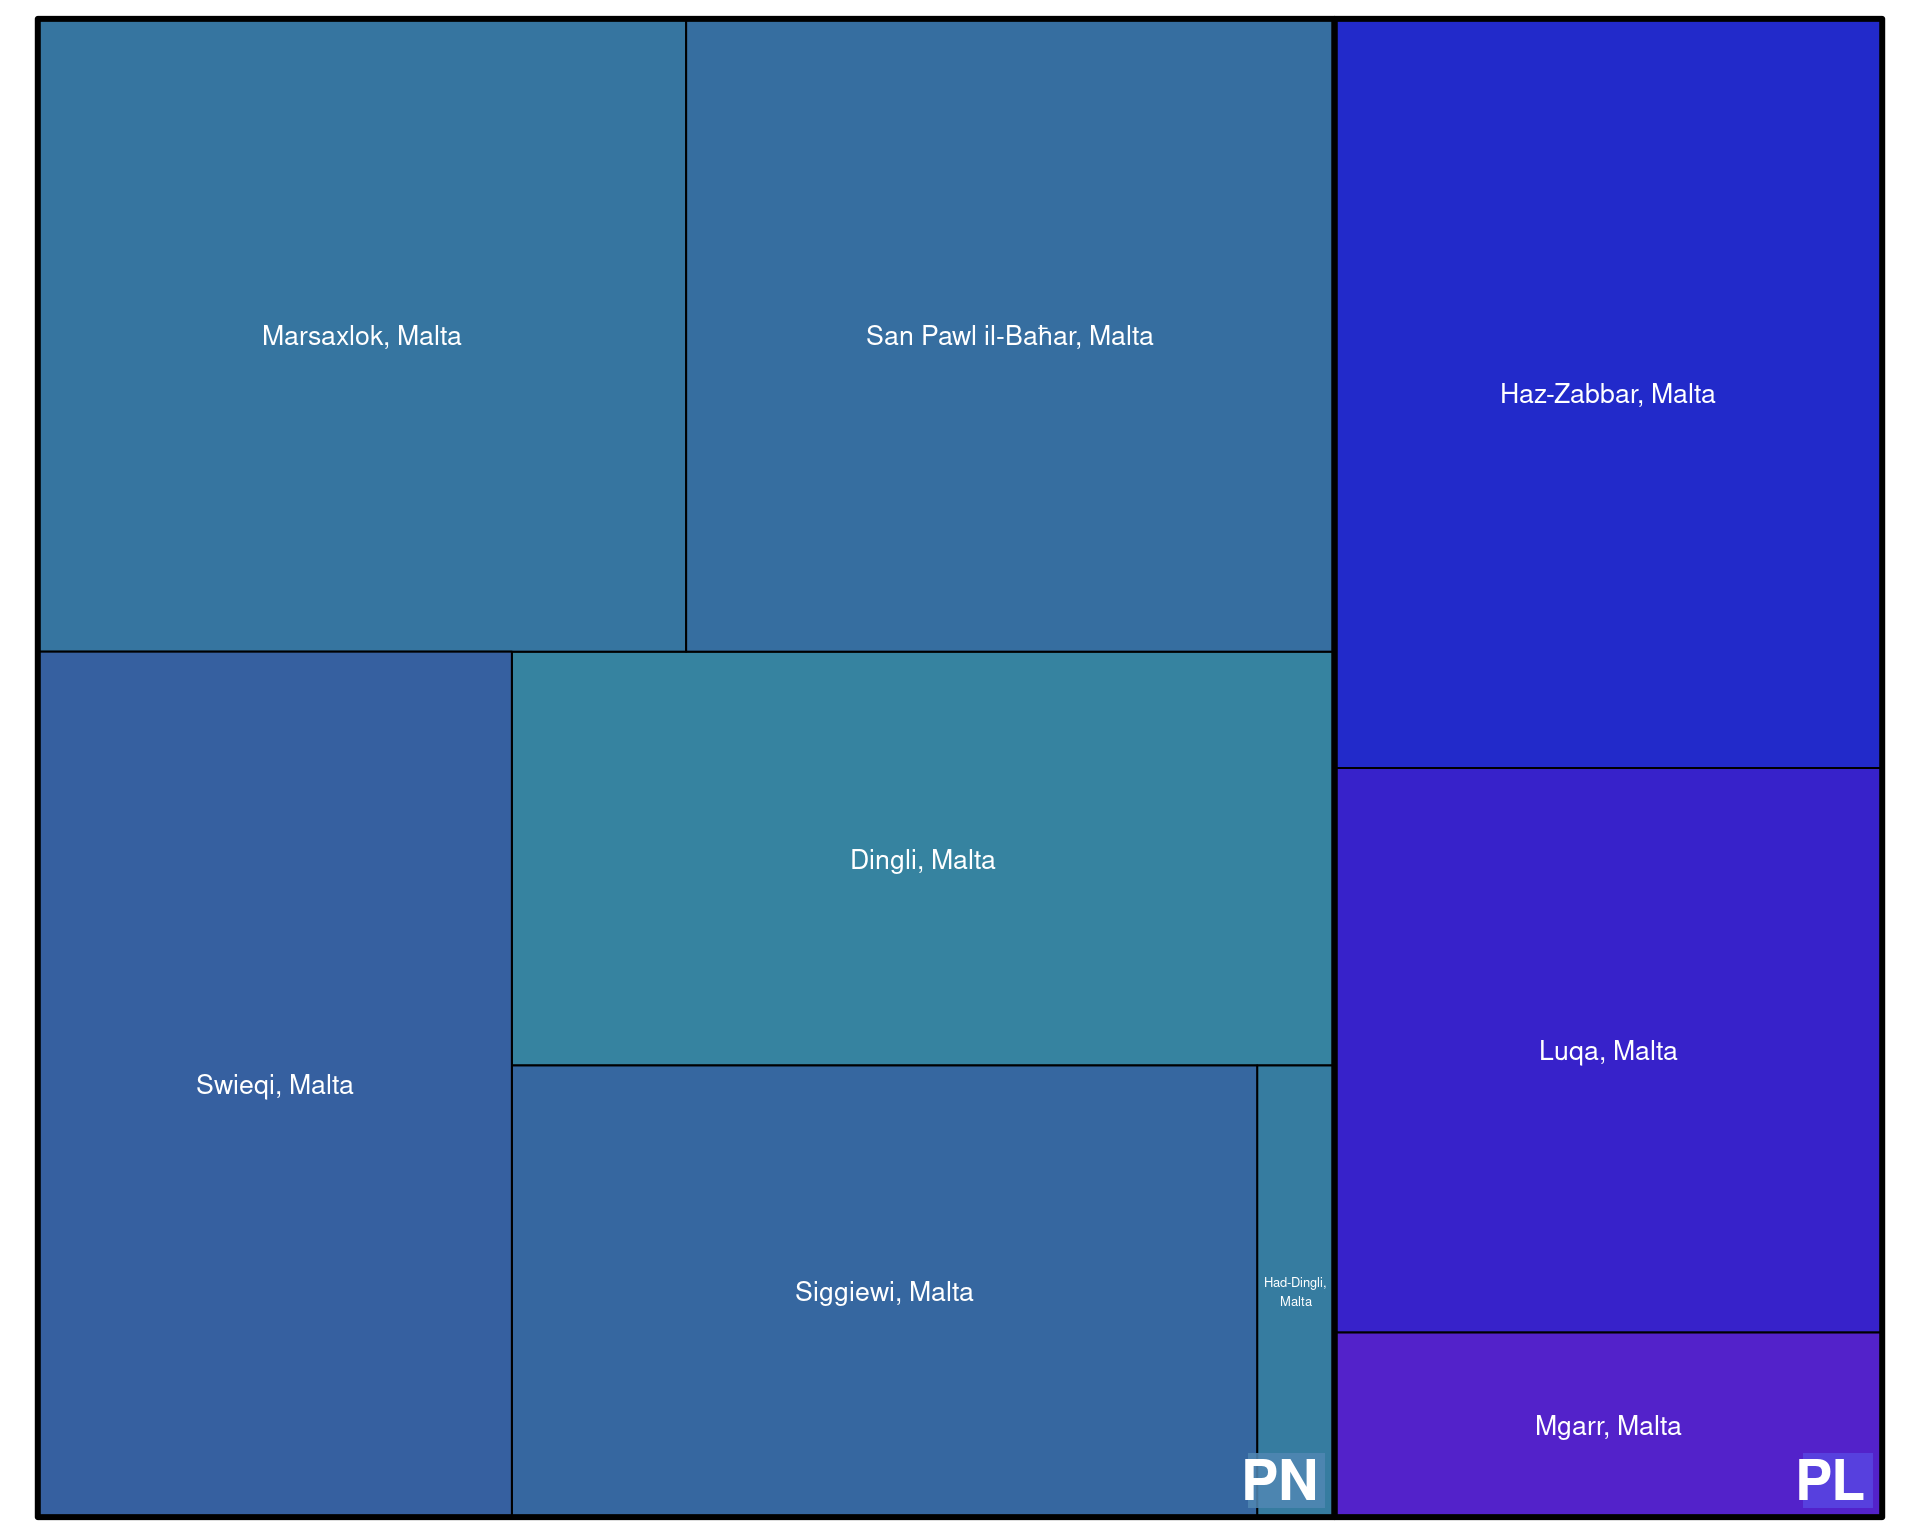 Marsaxlok, Malta
San Pawl il-Baħar, Malta
Haz-Zabbar, Malta
Dingli, Malta
Luqa, Malta
Swieqi, Malta
Siggiewi, Malta
Had-Dingli,
Malta
Mgarr, Malta
PN
PL